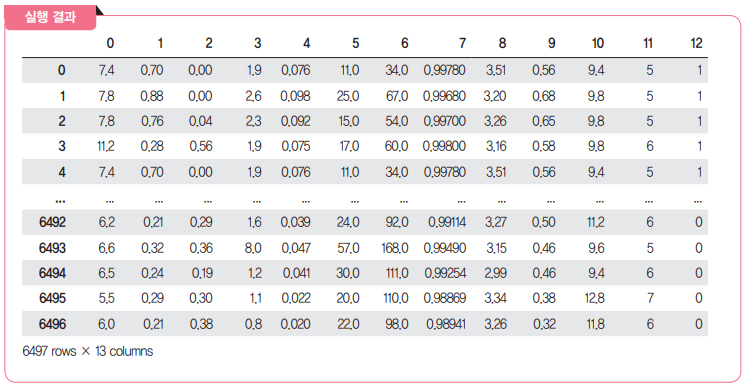 실행 결과
0 1 2 3 4 5 6 7 8 9 10 11 12
0 7.4 0.70 0.00 1.9 0.076 11.0 34.0 0.99780 3.51 0.56 9.4 5 1
1 7.8 0.88 0.00 2.6 0.098 25.0 67.0 0.99680 3.20 0.68 9.8 5 1
2 7.8 0.76 0.04 2.3 0.092 15.0 54.0 0.99700 3.26 0.65 9.8 5 1
3 11.2 0.28 0.56 1.9 0.075 17.0 60.0 0.99800 3.16 0.58 9.8 6 1
4 7.4 0.70 0.00 1.9 0.076 11.0 34.0 0.99780 3.51 0.56 9.4 5 1
... ... ... ... ... ... ... ... ... ... ... ... ... ...
6492 6.2 0.21 0.29 1.6 0.039 24.0 92.0 0.99114 3.27 0.50 11.2 6 0
6493 6.6 0.32 0.36 8.0 0.047 57.0 168.0 0.99490 3.15 0.46 9.6 5 0
6494 6.5 0.24 0.19 1.2 0.041 30.0 111.0 0.99254 2.99 0.46 9.4 6 0
6495 5.5 0.29 0.30 1.1 0.022 20.0 110.0 0.98869 3.34 0.38 12.8 7 0
6496 6.0 0.21 0.38 0.8 0.020 22.0 98.0 0.98941 3.26 0.32 11.8 6 0
6497 rows × 13 columns